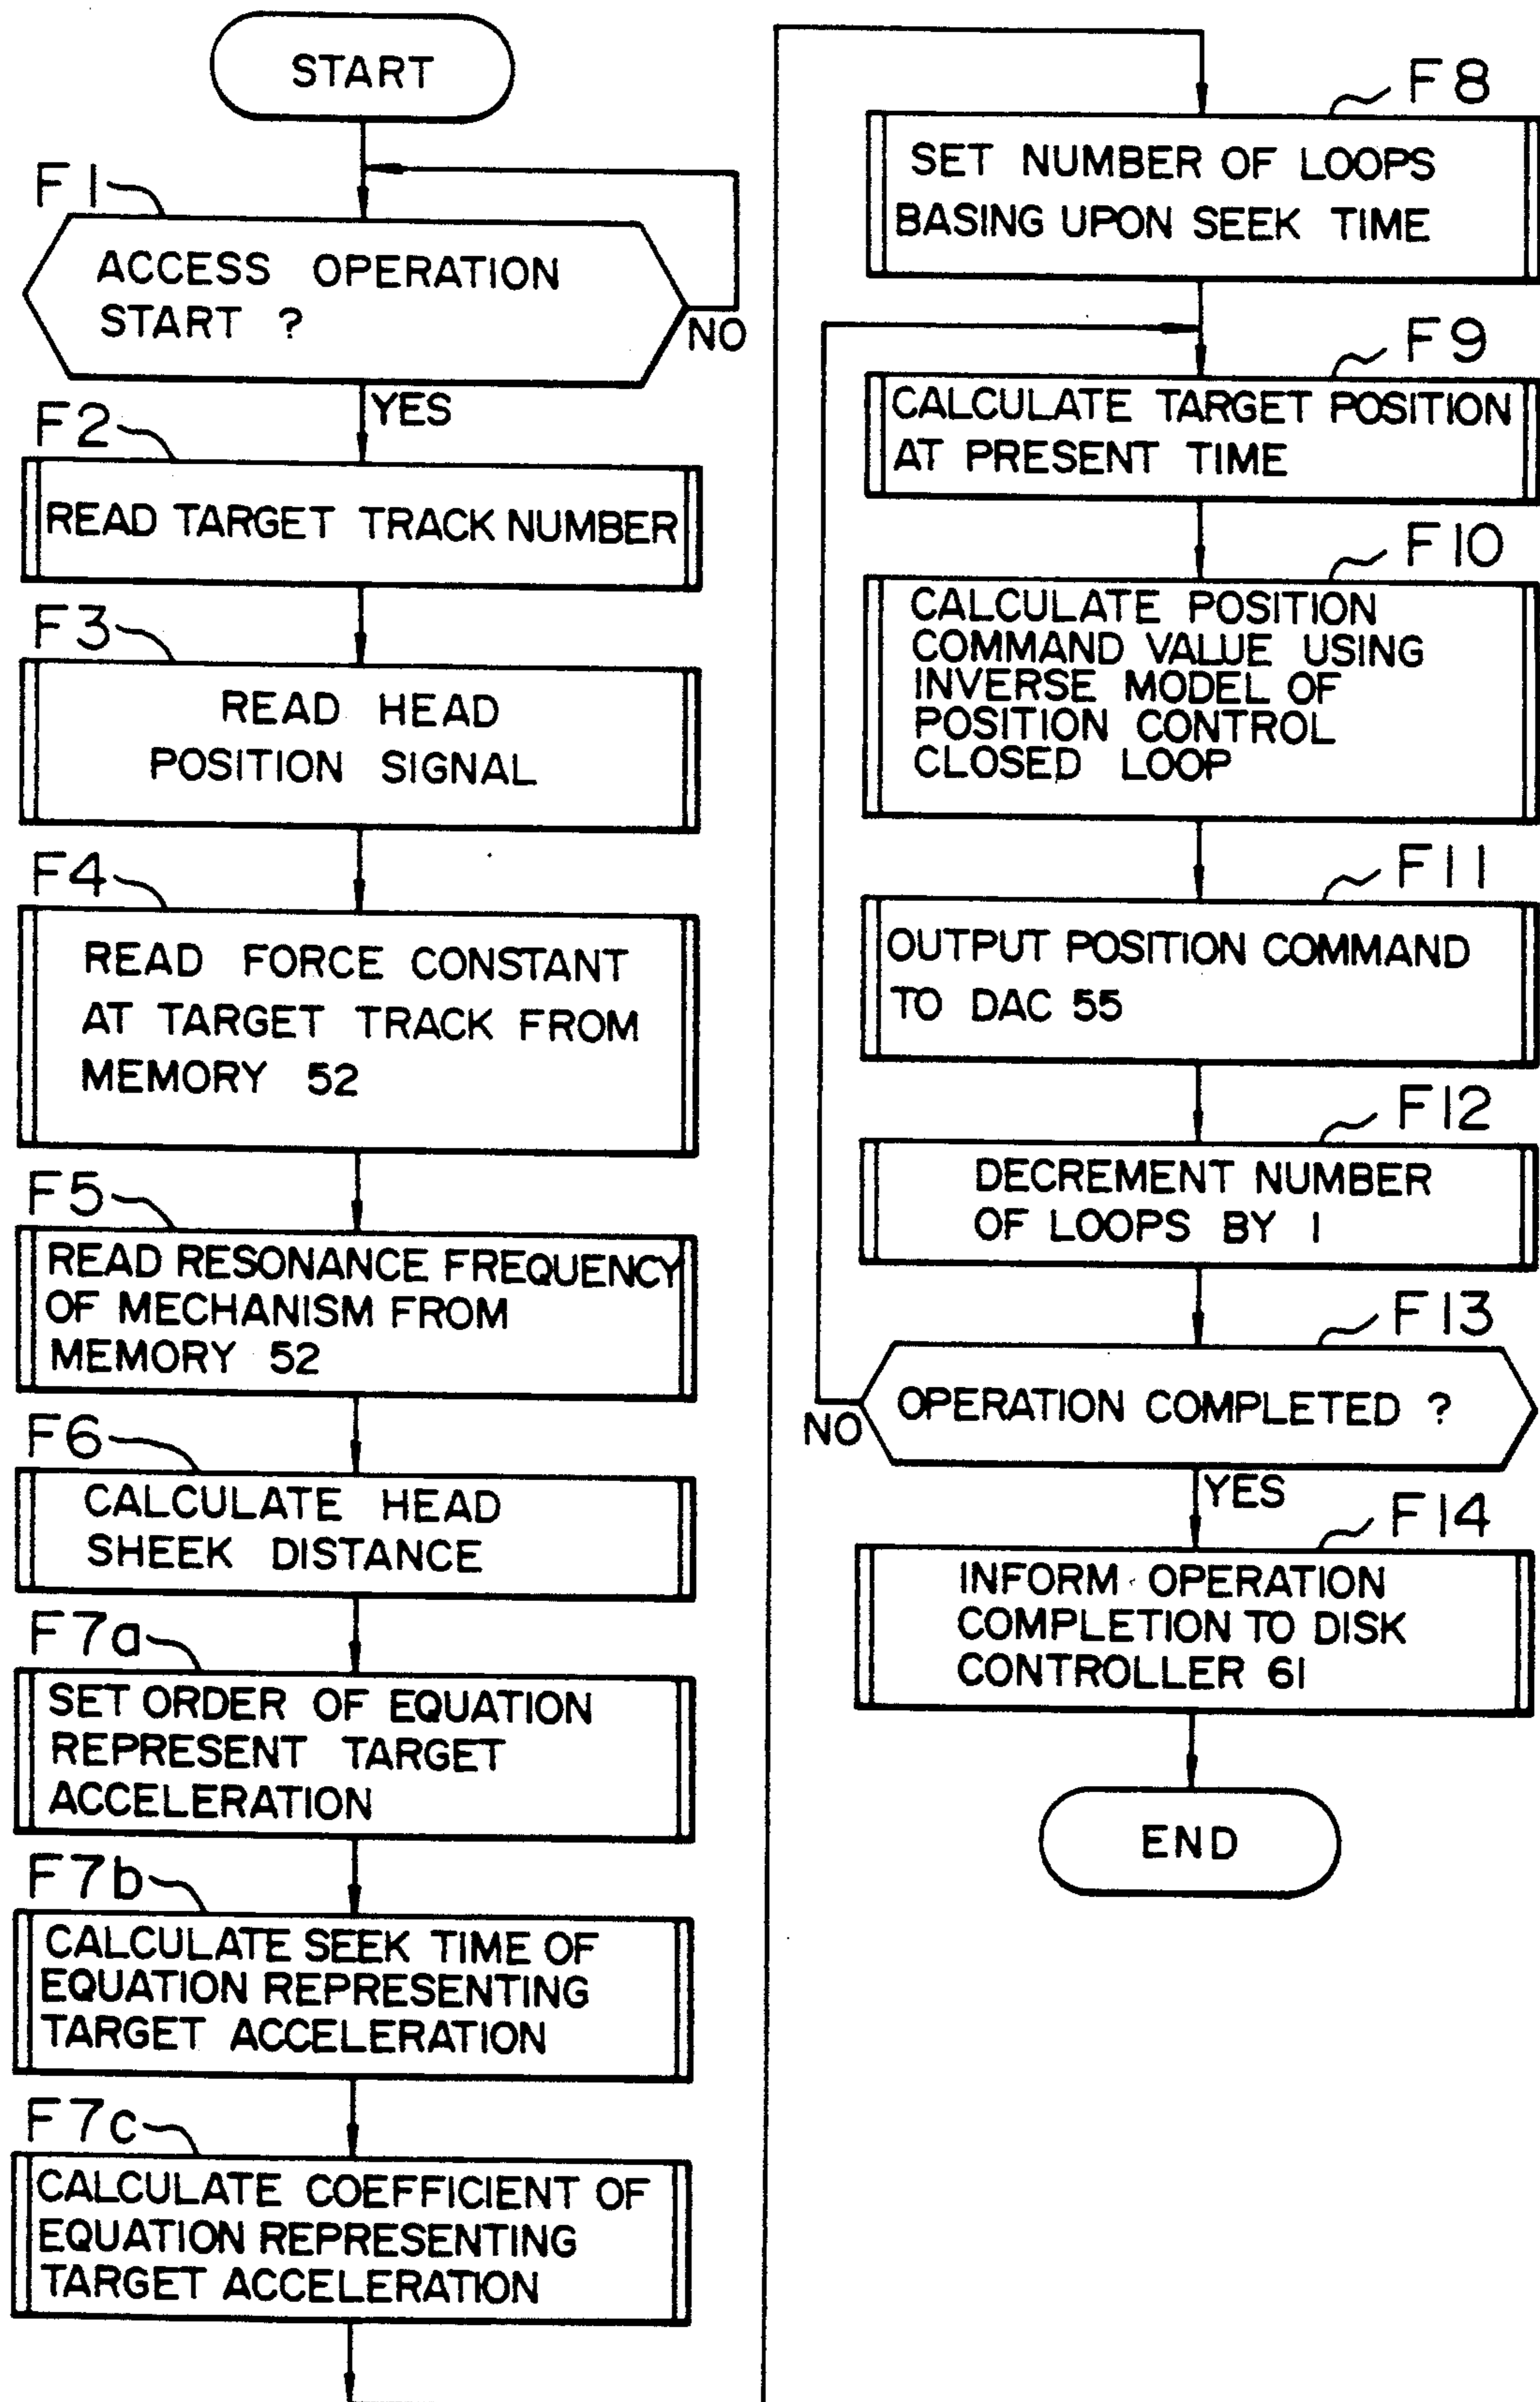 START
F1
ACCESS OPERATION
START ?
NO
YES
F2
READ TARGET TRACK NUMBER
F3
READ HEAD
POSITION SIGNAL
F4
READ FORCE CONSTANT
AT TARGET TRACK FROM
MEMORY 52
F5
READ RESONANCE FREQUENCY
OF MECHANISM FROM
MEMORY 52
F6
CALCULATE HEAD
SHEEK DISTANCE
F7a
SET ORDER OF EQUATION
REPRESENT TARGET
ACCELERATION
F7b
CALCULATE SEEK TIME OF
EQUATION REPRESENTING
TARGET ACCELERATION
F7c
CALCULATE COEFFICIENT OF
EQUATION REPRESENTING
TARGET ACCELERATION
F8
SET NUMBER OF LOOPS
BASING UPON SEEK TIME
F9
CALCULATE TARGET POSITION
AT PRESENT TIME
F10
CALCULATE POSITION
COMMAND VALUE USING
INVERSE MODEL OF
POSITION CONTROL
CLOSED LOOP
F11
OUTPUT POSITION COMMAND
TO DAC 55
F12
DECREMENT NUMBER
OF LOOPS BY 1
F13
OPERATION COMPLETED ?
NO
YES
F14
INFORM OPERATION
COMPLETION TO DISK
CONTROLLER 61
END